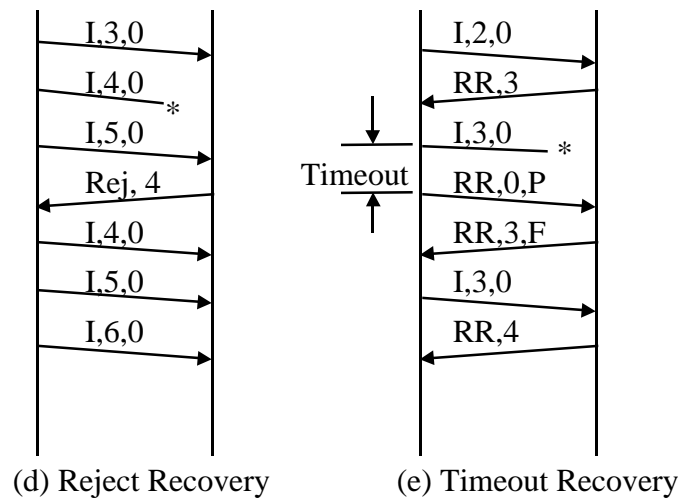 I,3,0
I,4,0
*
I,5,0
Rej, 4
I,4,0
I,5,0
I,6,0
(d) Reject Recovery
I,2,0
RR,3
I,3,0
*
Timeout
RR,0,P
RR,3,F
I,3,0
RR,4
(e) Timeout Recovery